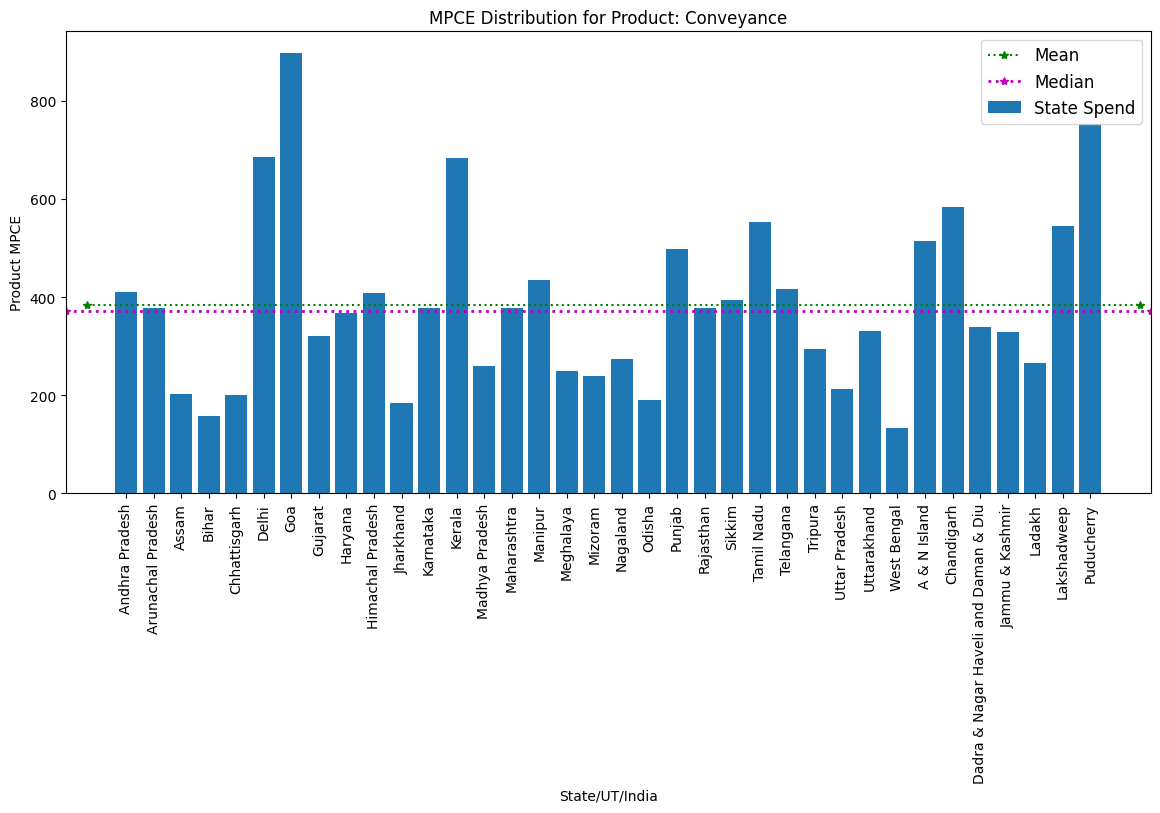 MPCE Distribution for Product: Conveyance
Mean
Median
State Spend
Product MPCE
800
600
400
200
0
Andhra Pradesh
Arunachal Pradesh
Assam
Bihar
Chhattisgarh
Delhi
Goa
Gujarat
Haryana
Himachal Pradesh
Jharkhand
Karnataka
Kerala
Madhya Pradesh
Maharashtra
Manipur
Meghalaya
Mizoram
Nagaland
Odisha
Punjab
Rajasthan
Sikkim
Tamil Nadu
Telangana
Tripura
Uttar Pradesh
Uttarakhand
West Bengal
A & N Island
Chandigarh
Dadra & Nagar Haveli and Daman & Diu
Jammu & Kashmir
Ladakh
Lakshadweep
Puducherry
State/UT/India